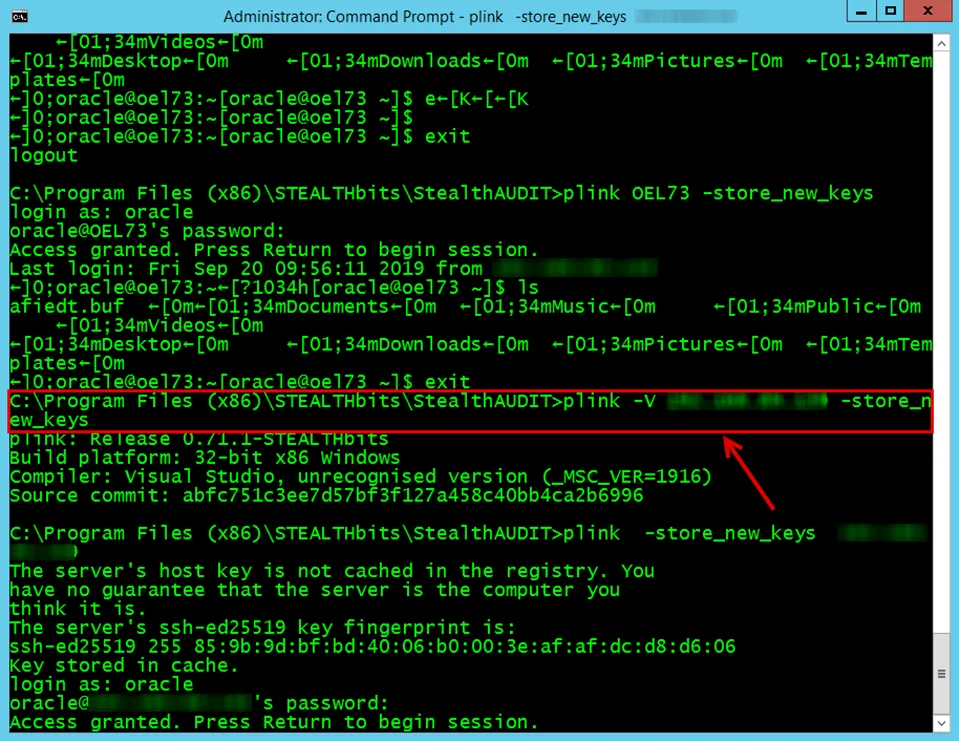 Administrator: Command Prompt - plink -store_new_keys
←[01;34mVideos←[0m
←[01;34mDesktop←[0m ←[01;34mDownloads←[0m ←[01;34mPictures←[0m ←[01;34mTem
plates←[0m
←]0;oracle@oel73:~[oracle@oel73 ~]$ e←[K←[←[K
←]0;oracle@oel73:~[oracle@oel73 ~]$
←]0;oracle@oel73:~[oracle@oel73 ~]$ exit
logout
C:\Program Files (x86)\STEALTHbits\StealthAUDIT>plink OEL73 -store_new_keys
login as: oracle
oracle@OEL73's password:
Access granted. Press Return to begin session.
Last login: Fri Sep 20 09:56:11 2019 from
←]0;oracle@oel73:~←[?1034h[oracle@oel73 ~]$ ls
afiedt.buf ←[0m←[01;34mDocuments←[0m ←[01;34mMusic←[0m ←[01;34mPublic←[0m
←[01;34mVideos←[0m
←[01;34mDesktop←[0m ←[01;34mDownloads←[0m ←[01;34mPictures←[0m ←[01;34mTem
plates←[0m
←]0;oracle@oel73:~[oracle@oel73 ~]$ exit
C:\Program Files (x86)\STEALTHbits\StealthAUDIT>plink -V -store_n
ew_keys
plink: Release 0.71.1-STEALTHbits
Build platform: 32-bit x86 Windows
Compiler: Visual Studio, unrecognised version (_MSC_VER=1916)
Source commit: abfc751c3ee7d57bf3f127a458c40bb4ca2b6996
C:\Program Files (x86)\STEALTHbits\StealthAUDIT>plink -store_new_keys
The server's host key is not cached in the registry. You
have no guarantee that the server is the computer you
think it is.
The server's ssh-ed25519 key fingerprint is:
ssh-ed25519 255 85:9b:9d:bf:bd:40:06:b0:00:3e:af:af:dc:d8:d6:06
Key stored in cache.
login as: oracle
oracle@ 's password:
Access granted. Press Return to begin session.